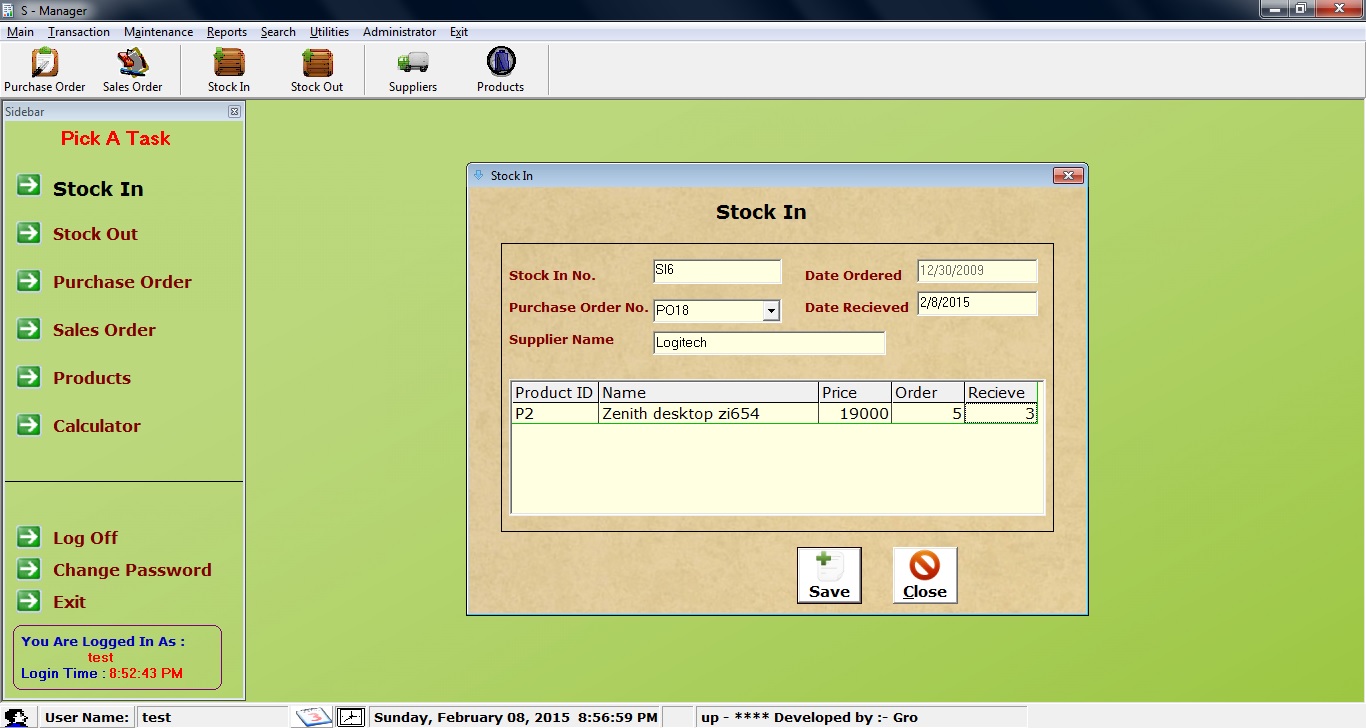 S - Manager
Main Transaction Maintenance Reports Search Utilities Administrator Exit
Purchase Order Sales Order Stock In Stock Out Suppliers Products
Sidebar
Pick A Task
Stock In
Stock Out
Purchase Order
Sales Order
Products
Calculator
Log Off
Change Password
Exit
You Are Logged In As :
test
Login Time : 8:52:43 PM
Stock In
Stock In
Stock In No. SI6 Date Ordered 12/30/2009
Purchase Order No. PO18 Date Recieved 2/8/2015
Supplier Name Logitech
Product ID Name Price Order Recieve
P2 Zenith desktop zi654 19000 5 3
Save Close
User Name: test 3 Sunday, February 08, 2015 8:56:59 PM up - **** Developed by :- Gro